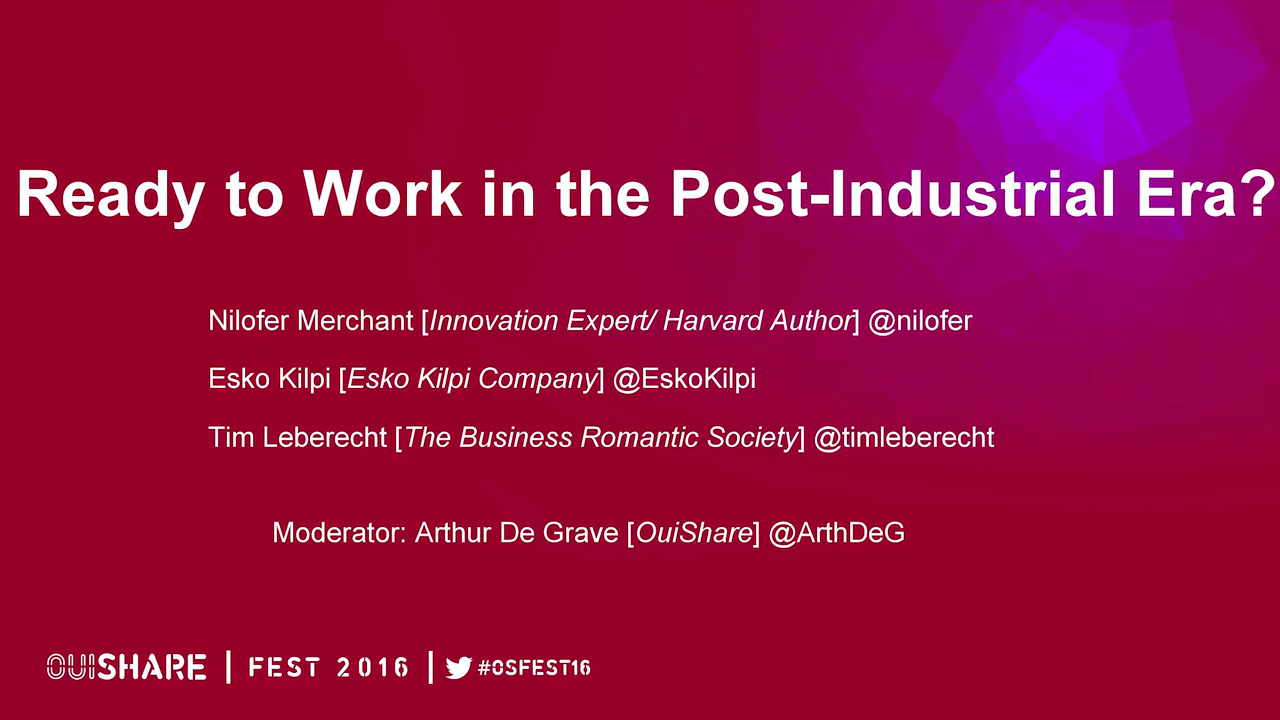 Ready to Work in the Post-Industrial Era?
Nilofer Merchant [Innovation Expert/ Harvard Author] @nilofer
Esko Kilpi [Esko Kilpi Company] @EskoKilpi
Tim Leberecht [The Business Romantic Society] @timleberecht
Moderator: Arthur De Grave [OuiShare] @ArthDeG
OUISHARE | FEST 2016 | #OSFEST16